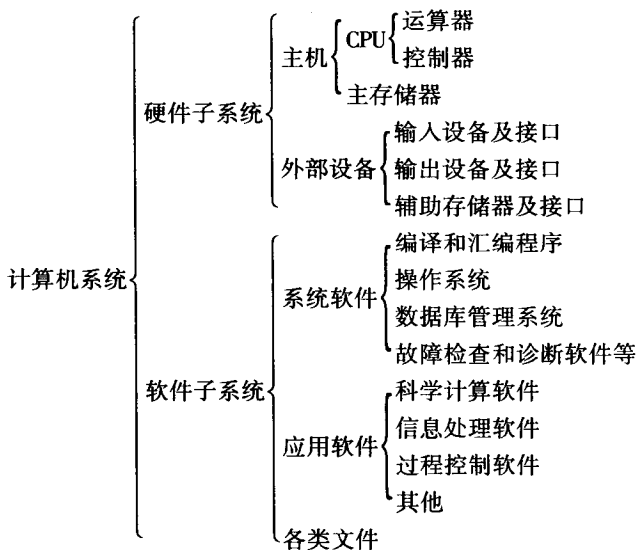 运算器
CPU
主机
控制器
硬件子系统
主存储器
输入设备及接口
外部设备
输出设备及接口
辅助存储器及接口
计算机系统
编译和汇编程序
系统软件
操作系统
数据库管理系统
故障检查和诊断软件等
软件子系统
科学计算软件
应用软件
信息处理软件
过程控制软件
其他
各类文件